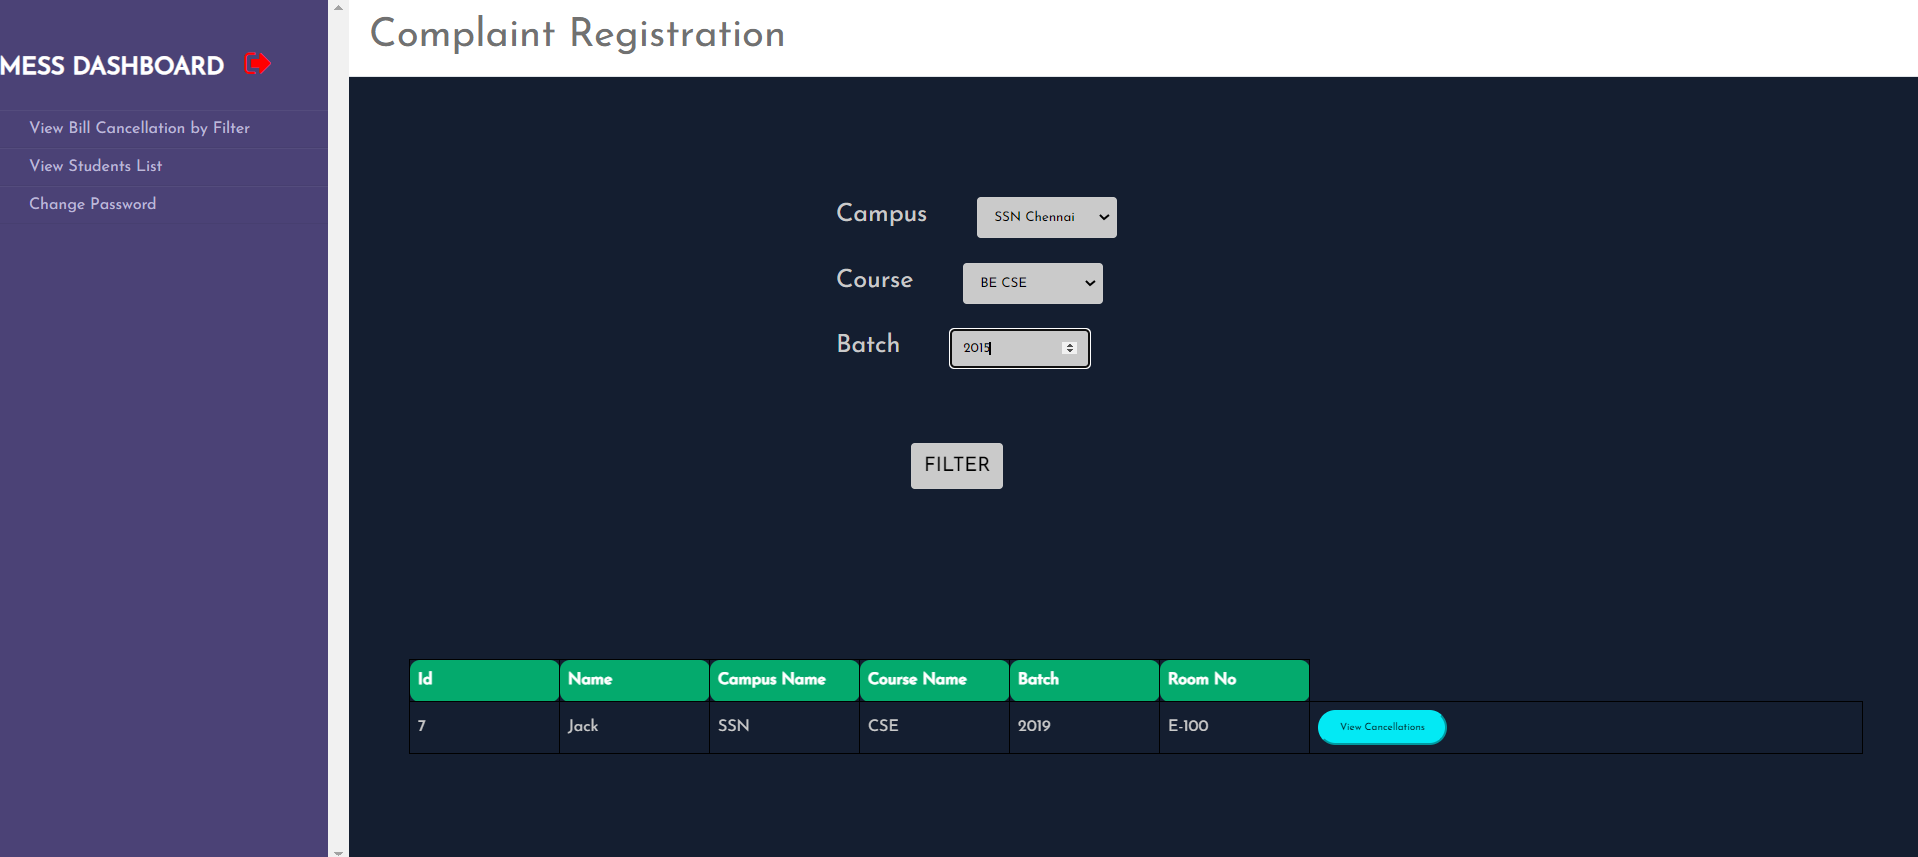 MESS DASHBOARD
View Bill Cancellation by Filter
View Students List
Change Password
Complaint Registration
Campus SSN Chennai
Course BE CSE
Batch 2015
FILTER
Id Name Campus Name Course Name Batch Room No
7 Jack SSN CSE 2019 E-100 View Cancellations